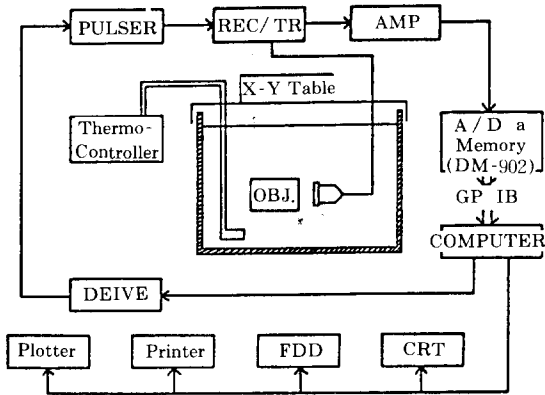 PULSER
REC/TR
AMP
X-Y Table
Thermo-
Controller
A/D a
Memory
(DM-902)
OBJ.
GP IB
COMPUTER
DEIVE
Plotter
Printer
FDD
CRT